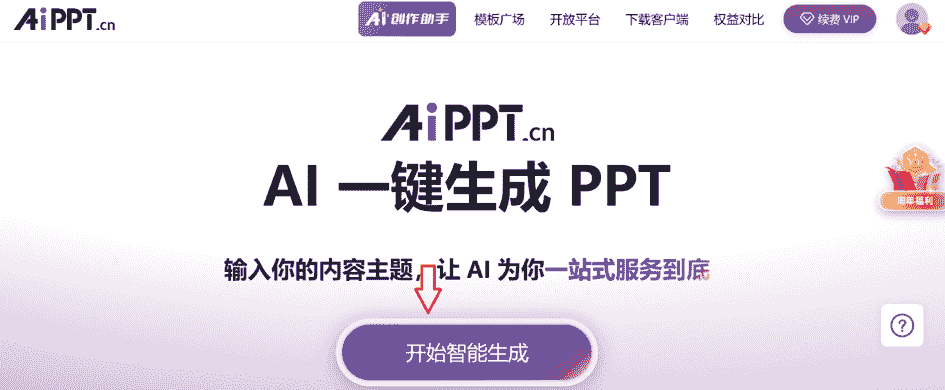 AiPPT.cn
AI创作助手 模板广场 开放平台 下载客户端 权益对比 续费 VIP
AiPPT.cn
AI 一键生成 PPT
周年福利
输入你的内容主题，让 AI 为你一站式服务到底
?
开始智能生成